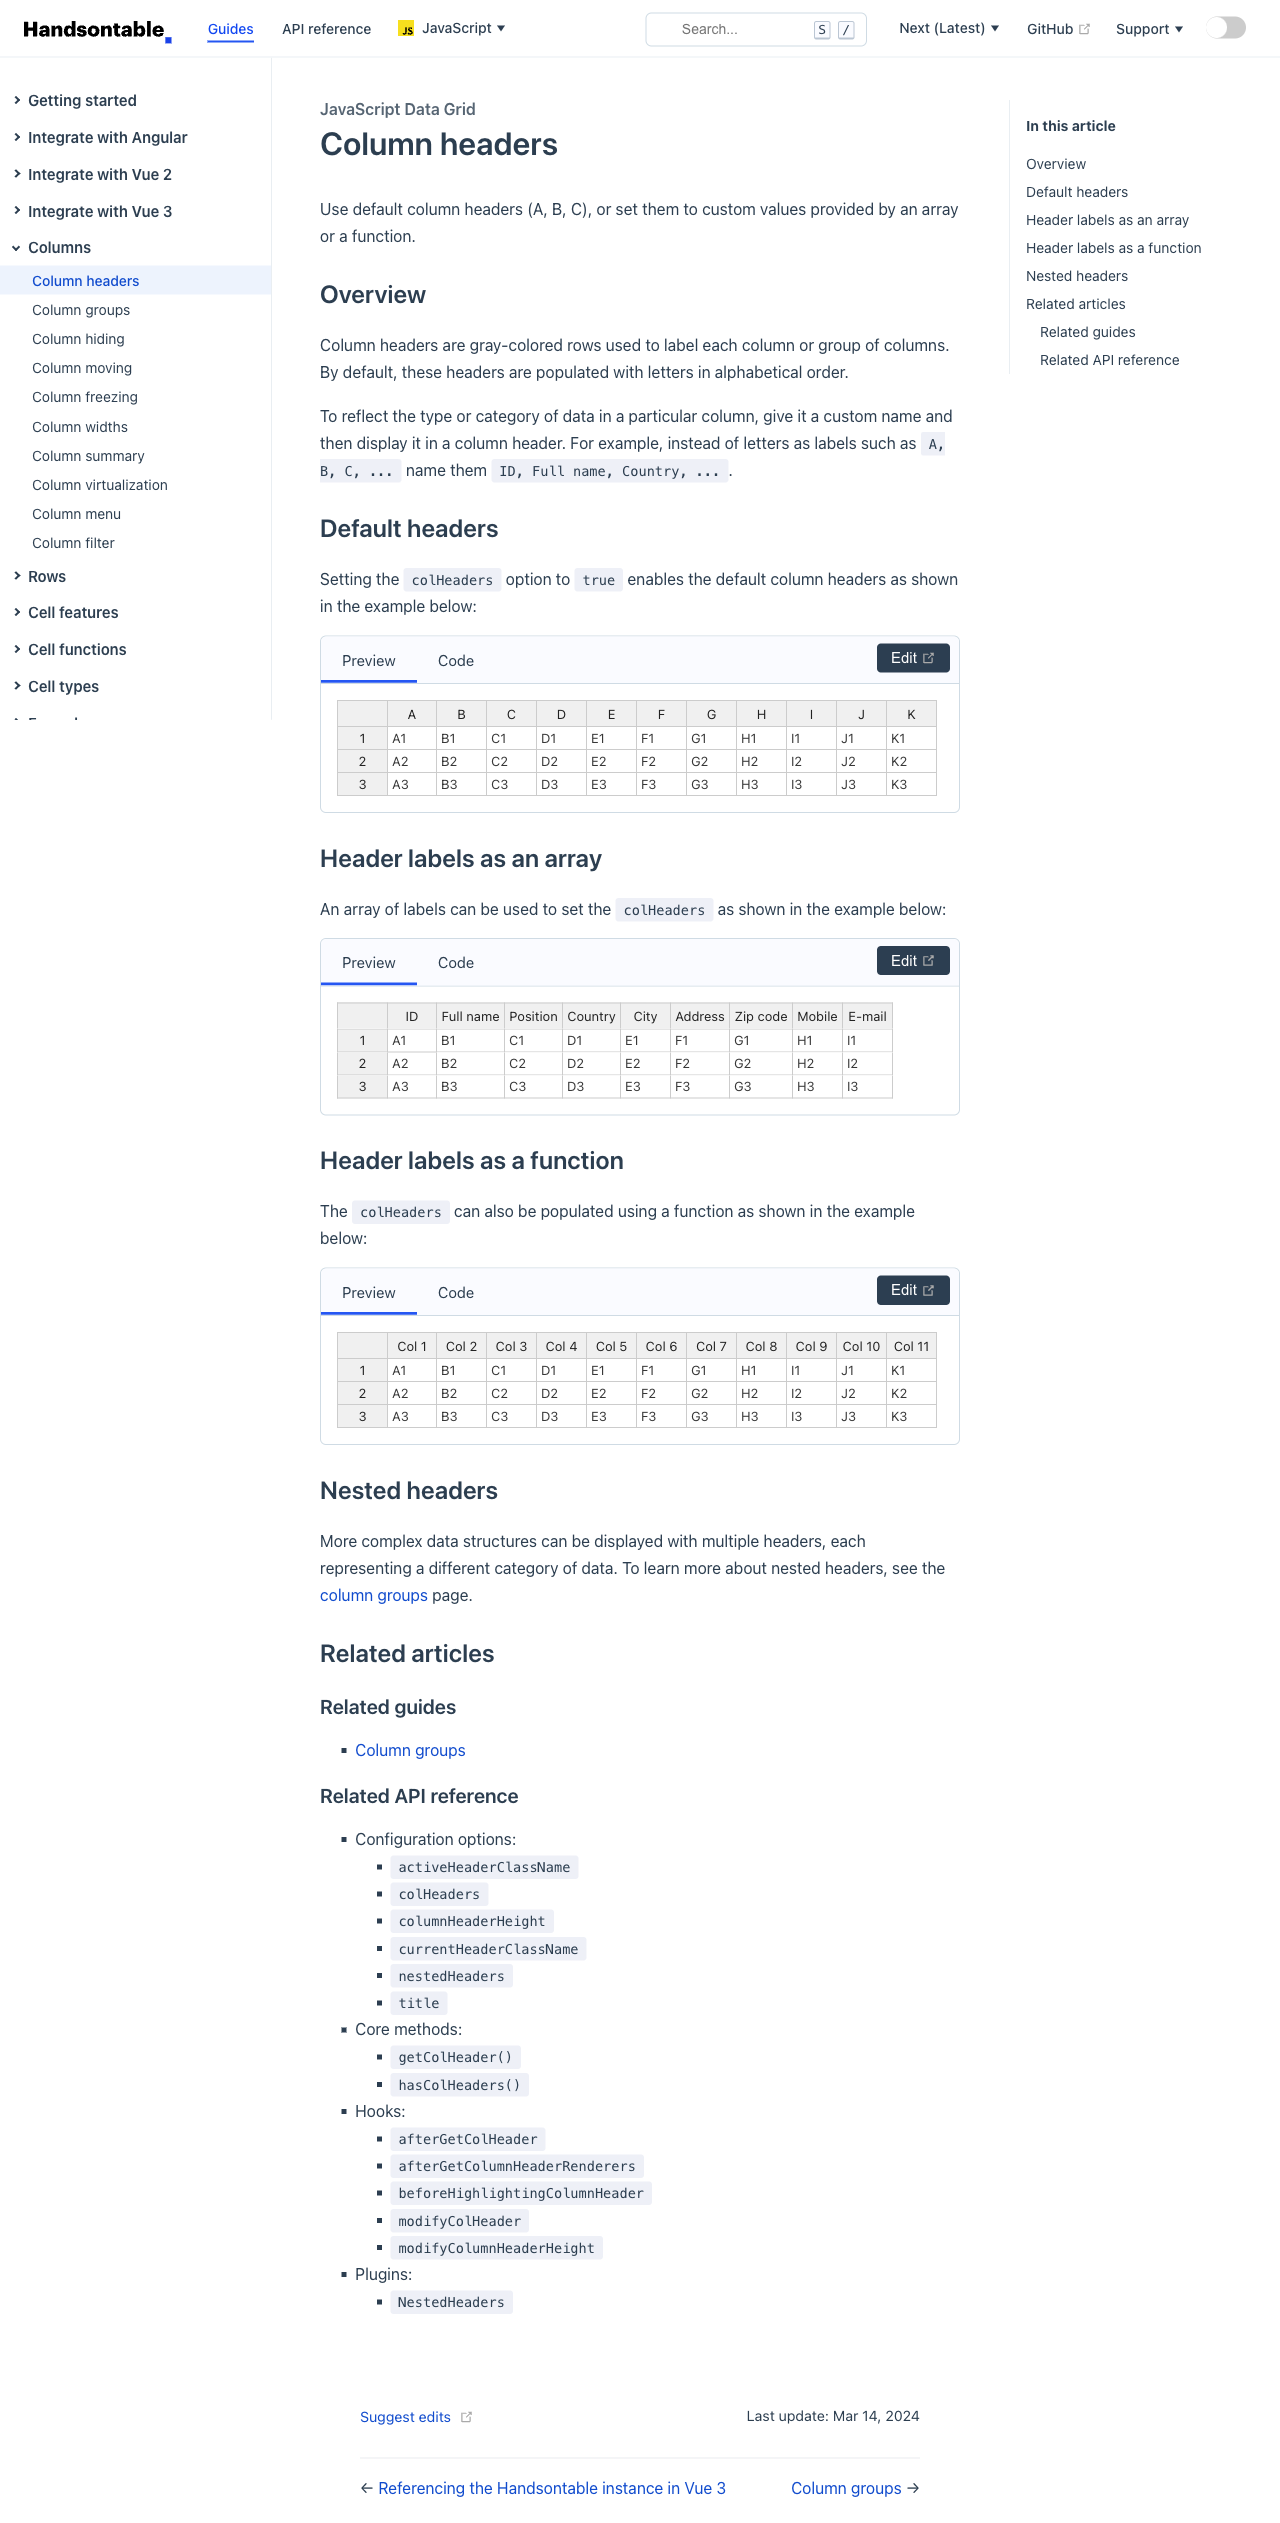 Handsontable
Guides
API reference
JS JavaScript ▼
Search...
S /
Next (Latest) ▼
GitHub
Support ▼
Getting started
Integrate with Angular
Integrate with Vue 2
Integrate with Vue 3
Columns
Column headers
Column groups
Column hiding
Column moving
Column freezing
Column widths
Column summary
Column virtualization
Column menu
Column filter
Rows
Cell features
Cell functions
Cell types
JavaScript Data Grid
Column headers
Use default column headers (A, B, C), or set them to custom values provided by an array
or a function.
Overview
Column headers are gray-colored rows used to label each column or group of columns.
By default, these headers are populated with letters in alphabetical order.
To reflect the type or category of data in a particular column, give it a custom name and
then display it in a column header. For example, instead of letters as labels such as A,
B, C, ... name them ID, Full name, Country, ... .
Default headers
Setting the colHeaders option to true enables the default column headers as shown
in the example below:
Preview Code Edit
A B C D E F G H I J K
1 A1 B1 C1 D1 E1 F1 G1 H1 I1 J1 K1
2 A2 B2 C2 D2 E2 F2 G2 H2 I2 J2 K2
3 A3 B3 C3 D3 E3 F3 G3 H3 I3 J3 K3
Header labels as an array
An array of labels can be used to set the colHeaders as shown in the example below:
Preview Code Edit
ID Full name Position Country City Address Zip code Mobile E-mail
1 A1 B1 C1 D1 E1 F1 G1 H1 I1
2 A2 B2 C2 D2 E2 F2 G2 H2 I2
3 A3 B3 C3 D3 E3 F3 G3 H3 I3
Header labels as a function
The colHeaders can also be populated using a function as shown in the example
below:
Preview Code Edit
Col 1 Col 2 Col 3 Col 4 Col 5 Col 6 Col 7 Col 8 Col 9 Col 10 Col 11
1 A1 B1 C1 D1 E1 F1 G1 H1 I1 J1 K1
2 A2 B2 C2 D2 E2 F2 G2 H2 I2 J2 K2
3 A3 B3 C3 D3 E3 F3 G3 H3 I3 J3 K3
Nested headers
More complex data structures can be displayed with multiple headers, each
representing a different category of data. To learn more about nested headers, see the
column groups page.
Related articles
Related guides
▪ Column groups
Related API reference
▪ Configuration options:
▪ activeHeaderClassName
▪ colHeaders
▪ columnHeaderHeight
▪ currentHeaderClassName
▪ nestedHeaders
▪ title
▪ Core methods:
▪ getColHeader()
▪ hasColHeaders()
▪ Hooks:
▪ afterGetColHeader
▪ afterGetColumnHeaderRenderers
▪ beforeHighlightingColumnHeader
▪ modifyColHeader
▪ modifyColumnHeaderHeight
▪ Plugins:
▪ NestedHeaders
Suggest edits
Last update: Mar 14, 2024
← Referencing the Handsontable instance in Vue 3
Column groups →
In this article
Overview
Default headers
Header labels as an array
Header labels as a function
Nested headers
Related articles
Related guides
Related API reference